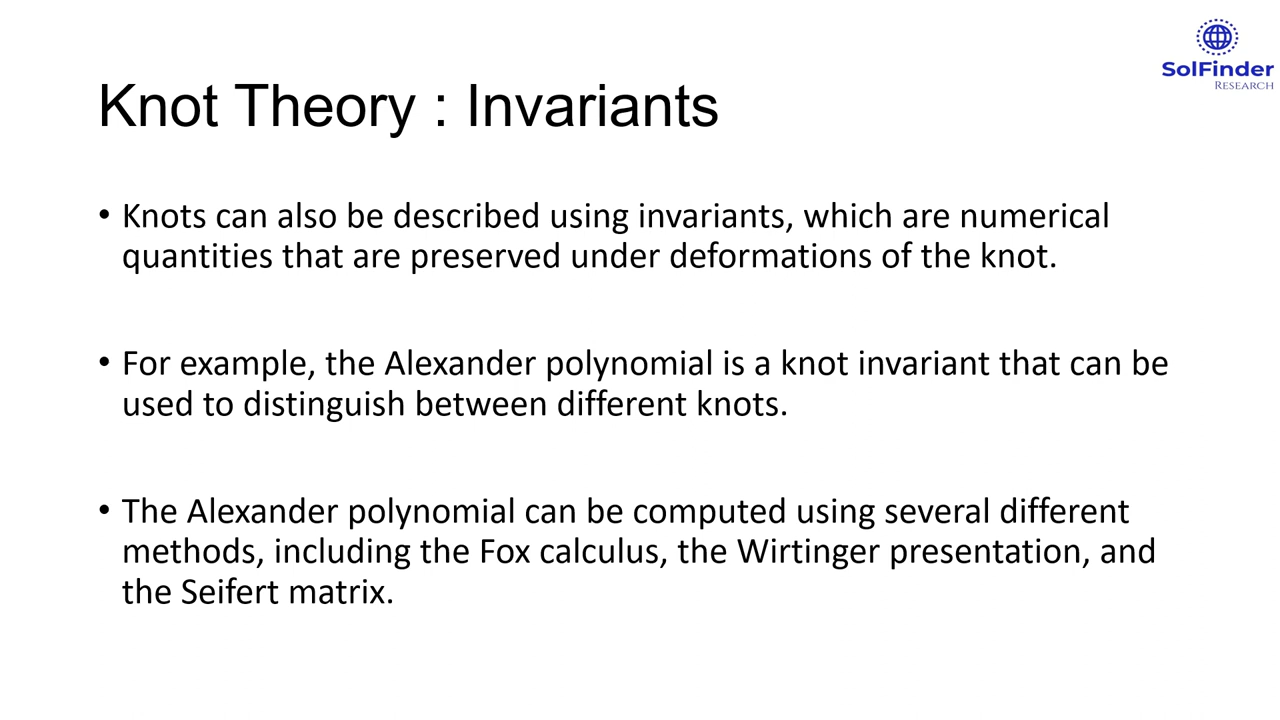 SolFinder
RESEARCH
Knot Theory : Invariants
• Knots can also be described using invariants, which are numerical
quantities that are preserved under deformations of the knot.
• For example, the Alexander polynomial is a knot invariant that can be
used to distinguish between different knots.
• The Alexander polynomial can be computed using several different
methods, including the Fox calculus, the Wirtinger presentation, and
the Seifert matrix.